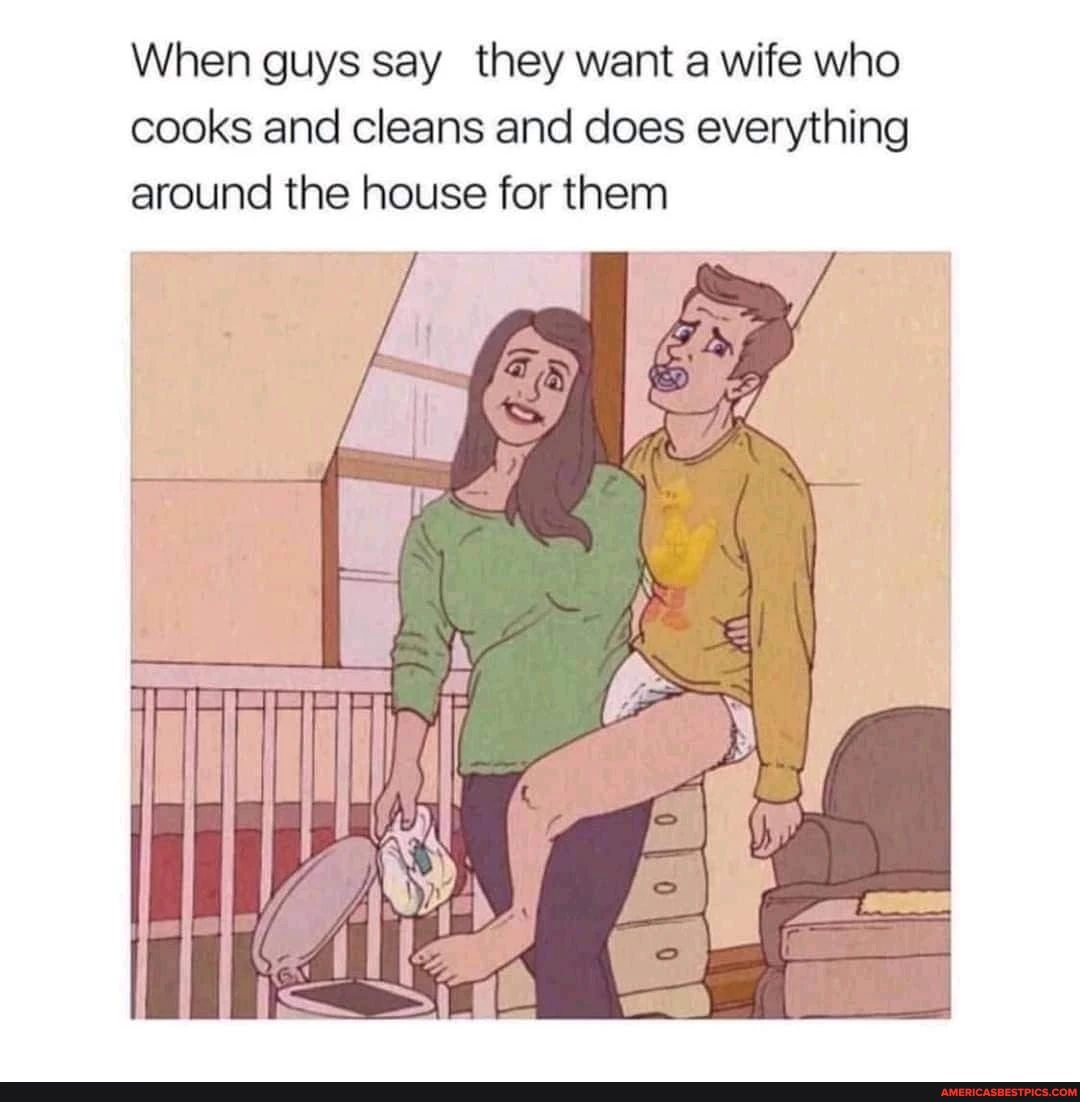 When guys say they want a wife who
cooks and cleans and does everything
around the house for them
AMERICASBESTPICS.COM